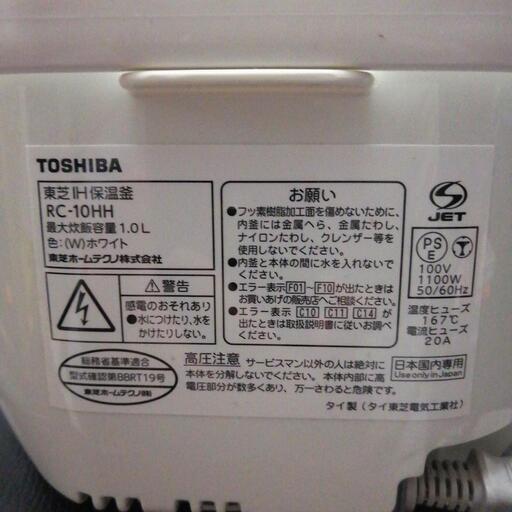 TOSHIBA
東芝IH保温釜
RC-10HH
最大炊飯容量1.0L
色:(W)ホワイト
東芝ホームテクノ株式会社
警告
感電のおそれあり
●水につけたり、水を
かけたりしない。
総務省基準適合
型式確認第BBRT19号
東芝ホームテクノ(株)
お願い
●フッ素樹脂加工面を傷めないために、
内釜には金属へら、金属たわし、
ナイロンたわし、クレンザー等を
使用しないでください。
●内釜と本体の間に水を入れないで
ください。
●エラー表示F01~F10が出たときは
お買いあげの販売店へご相談ください。
●エラー表示C10 C11 C14が
出たときは取扱説明書に従いお調べ
ください。
S
JET
PS
E
100V
1100W
50/60Hz
温度ヒューズ
167℃
電流ヒューズ
20A
高圧注意 サービスマン以外の人は絶対に
本体を分解しないでください。本体内部に高
電圧部分が数多くあり、万一さわると危険です。
日本国内専用
Use only in Japan
タイ製(タイ東芝電気工業社)